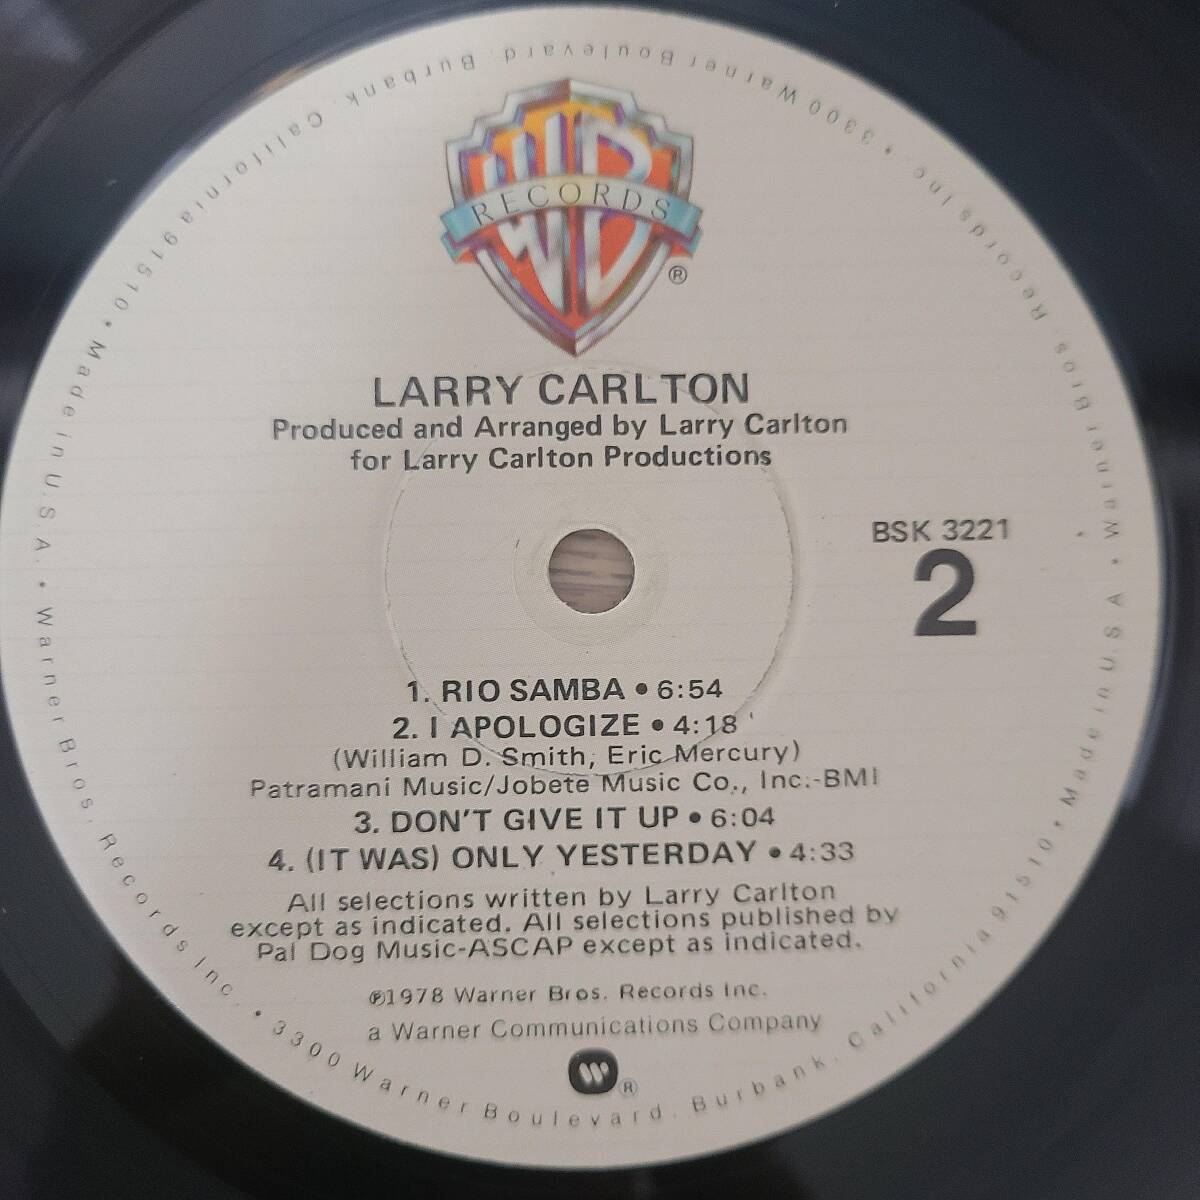 WB
RECORDS
®
LARRY CARLTON
Produced and Arranged by Larry Carlton
for Larry Carlton Productions
BSK 3221
2
1. RIO SAMBA • 6:54
2. I APOLOGIZE • 4:18
(William D. Smith, Eric Mercury)
Patramani Music/Jobete Music Co., Inc.-BMI
3. DON'T GIVE IT UP • 6:04
4. (IT WAS) ONLY YESTERDAY • 4:33
All selections written by Larry Carlton
except as indicated. All selections published by
Pal Dog Music-ASCAP except as indicated.
℗1978 Warner Bros. Records Inc.
a Warner Communications Company
W ®
Made in U.S.A. • Warner Bros. Records Inc. • 3300 Warner Boulevard. Burbank. California 91510 • Made in U.S.A • Warner Bros. Records Inc. • 3300 Warner Boulevard. Burbank. California 91510 •